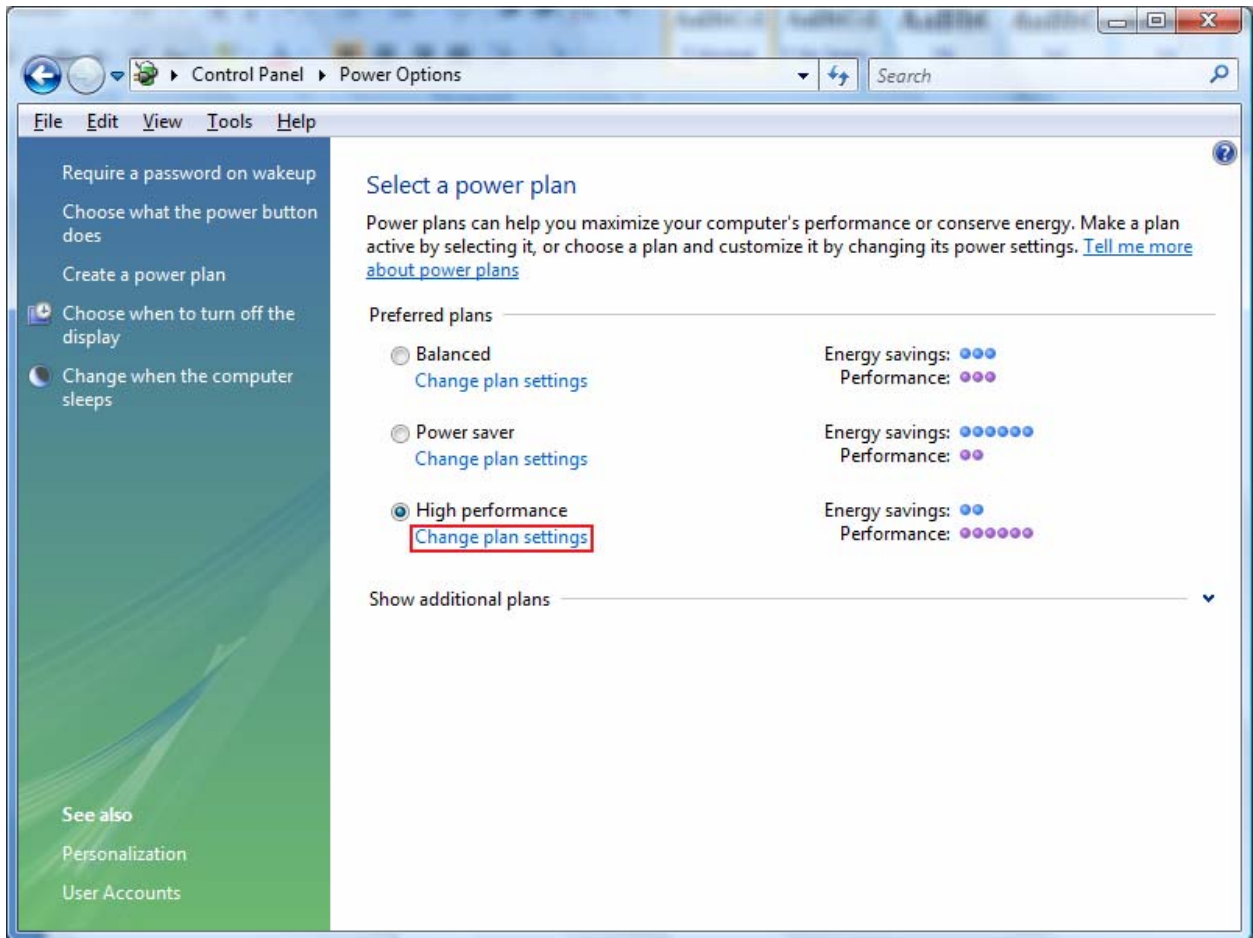 Control Panel ▸ Power Options
Search
File Edit View Tools Help
Require a password on wakeup
Choose what the power button
does
Create a power plan
Choose when to turn off the
display
Change when the computer
sleeps
See also
Personalization
User Accounts
Select a power plan
Power plans can help you maximize your computer's performance or conserve energy. Make a plan
active by selecting it, or choose a plan and customize it by changing its power settings. Tell me more
about power plans
Preferred plans
Balanced Energy savings:
Change plan settings Performance:
Power saver Energy savings:
Change plan settings Performance:
High performance Energy savings:
Change plan settings Performance:
Show additional plans